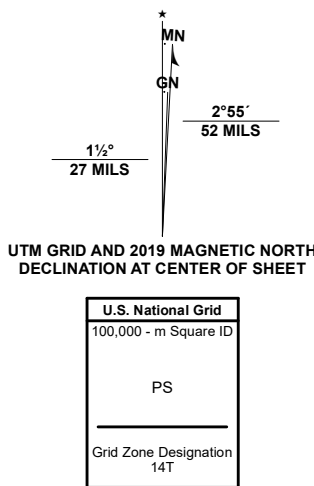 ★
MN
GN
2°55´
52 MILS
1½°
27 MILS
UTM GRID AND 2019 MAGNETIC NORTH
DECLINATION AT CENTER OF SHEET
U.S. National Grid
100,000 - m Square ID
PS
Grid Zone Designation
14T